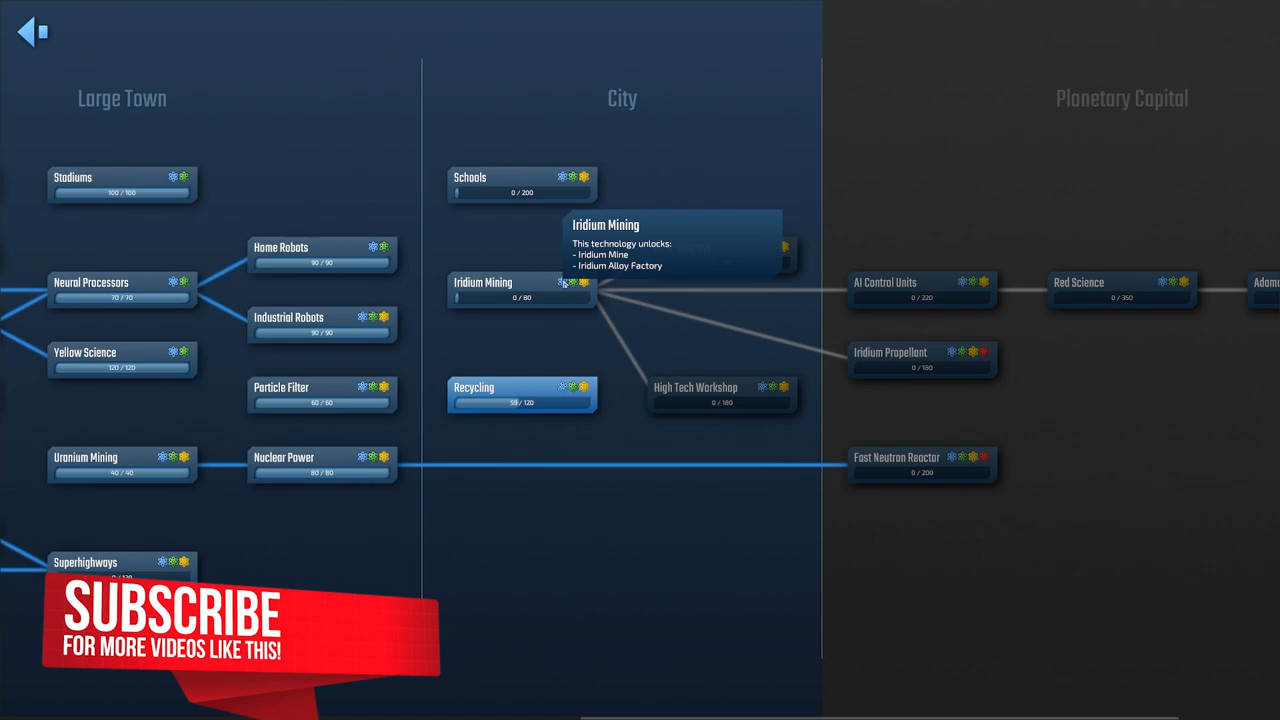 Large Town
City
Planetary Capital
Stadiums
100 / 100
Schools
0 / 200
Home Robots
90 / 90
Iridium Mining
This technology unlocks:
- Iridium Mine
- Iridium Alloy Factory
Neural Processors
70 / 70
Iridium Mining
0 / 80
AI Control Units
0 / 220
Red Science
0 / 350
Adama
Industrial Robots
90 / 90
Yellow Science
120 / 120
Iridium Propellant
0 / 180
Particle Filter
60 / 60
Recycling
59 / 120
High Tech Workshop
0 / 180
Uranium Mining
40 / 40
Nuclear Power
80 / 80
Fast Neutron Reactor
0 / 200
Superhighways
SUBSCRIBE
FOR MORE VIDEOS LIKE THIS!